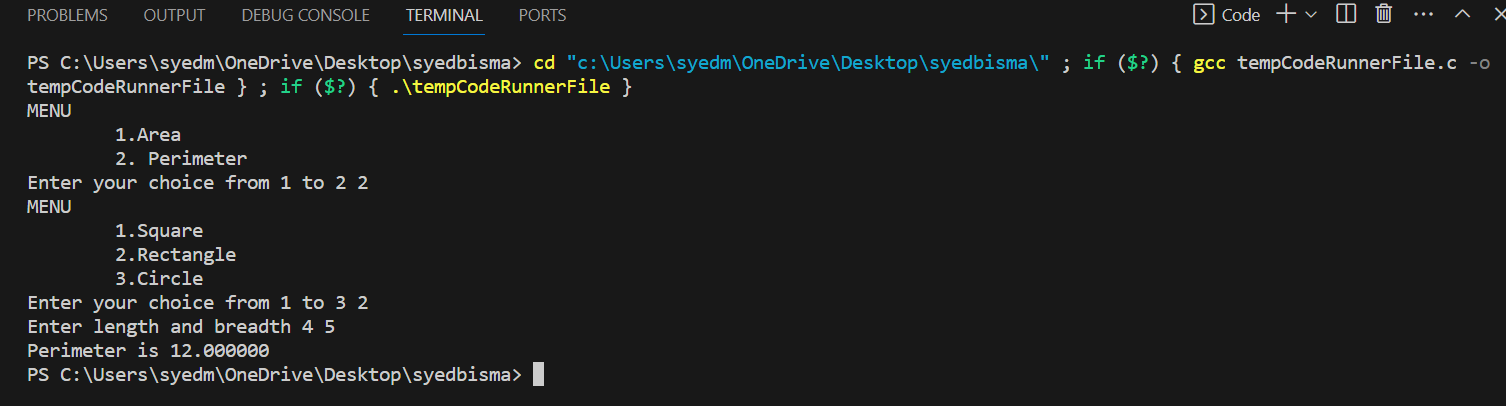 PROBLEMS OUTPUT DEBUG CONSOLE TERMINAL PORTS Code
PS C:\Users\syedm\OneDrive\Desktop\syedbisma> cd "c:\Users\syedm\OneDrive\Desktop\syedbisma\" ; if ($?) { gcc tempCodeRunnerFile.c -o
tempCodeRunnerFile } ; if ($?) { .\tempCodeRunnerFile }
MENU
1.Area
2. Perimeter
Enter your choice from 1 to 2 2
MENU
1.Square
2.Rectangle
3.Circle
Enter your choice from 1 to 3 2
Enter length and breadth 4 5
Perimeter is 12.000000
PS C:\Users\syedm\OneDrive\Desktop\syedbisma>